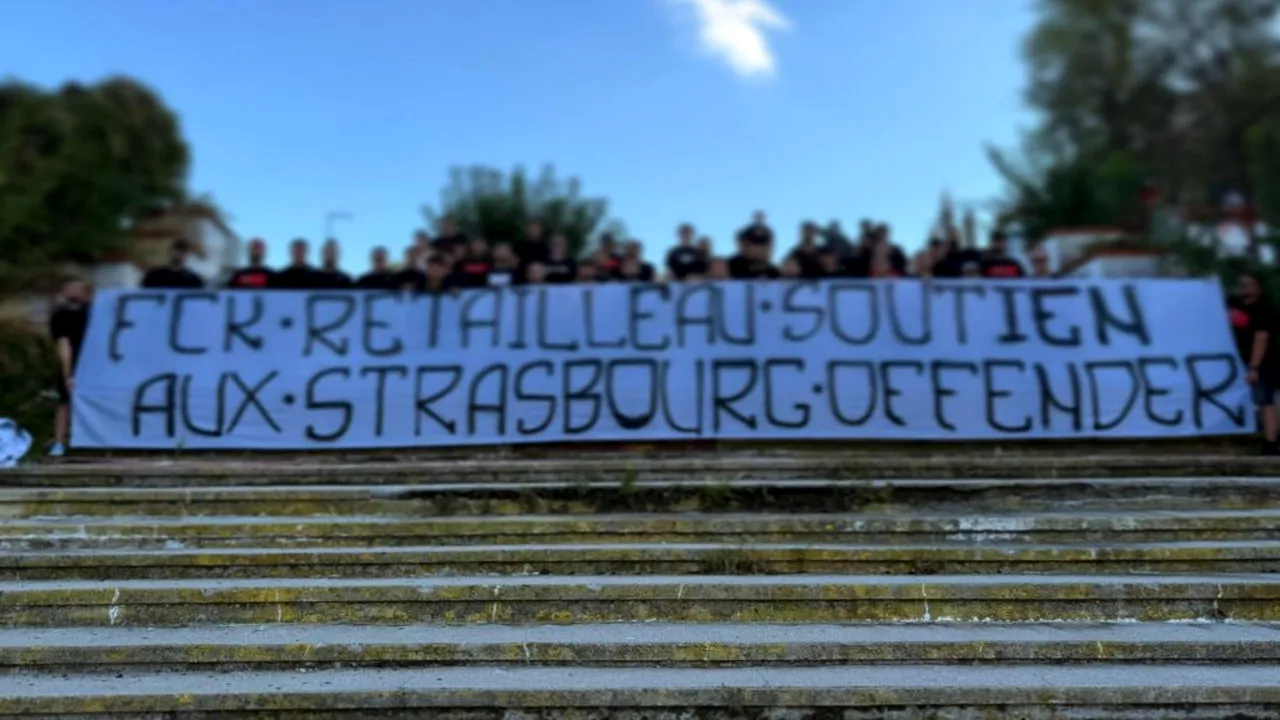 FCK·RETAILLEAU·SOUTIEN
AUX·STRASBOURG·OFFENDER